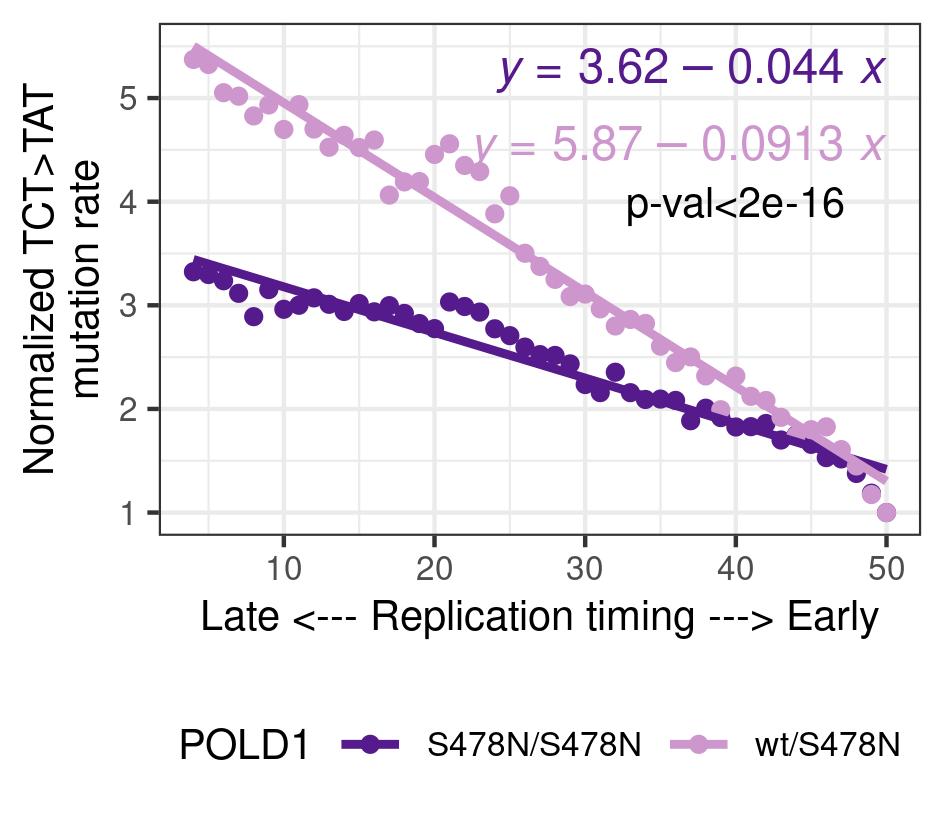 Normalized TCT>TAT
mutation rate
5
4
3
2
1
y = 3.62 − 0.044 x
y = 5.87 − 0.0913 x
p-val<2e-16
10 20 30 40 50
Late <--- Replication timing ---> Early
POLD1 S478N/S478N wt/S478N